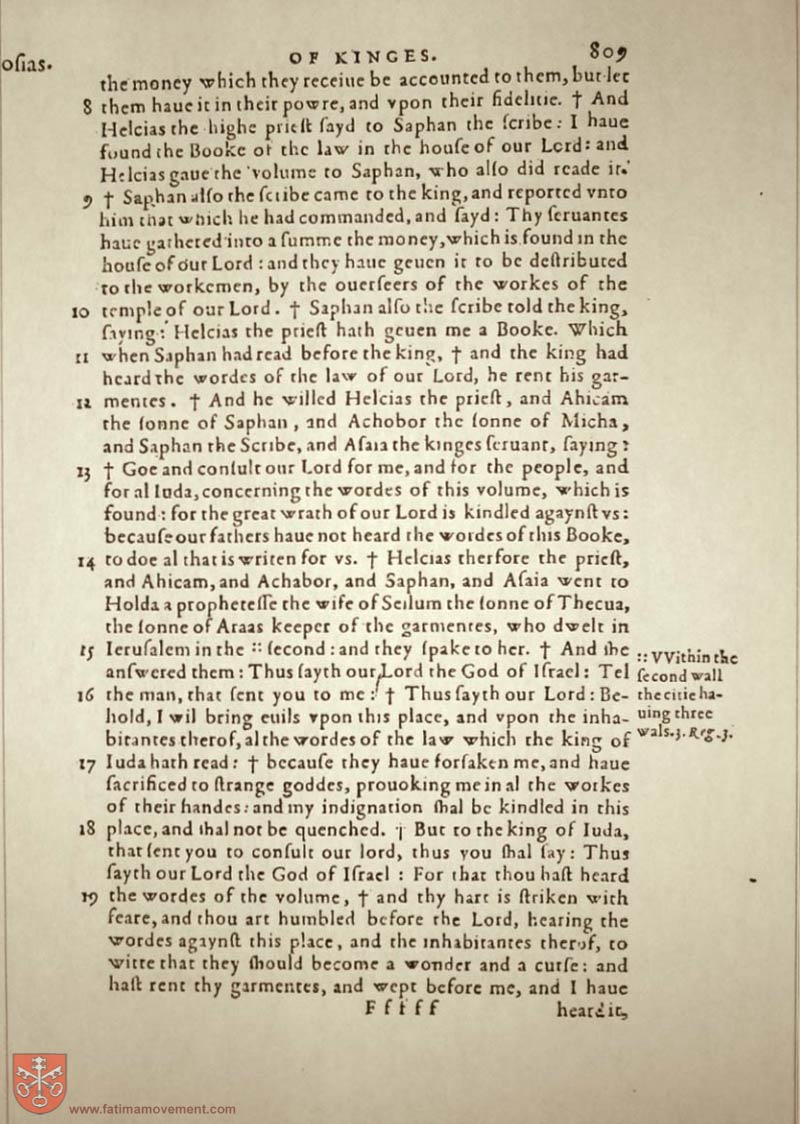 osias.
OF KINGES.
809
the money which they receiue be accounted to them, but let
8 them haue it in their powre, and vpon their fidelitie. † And
Helcias the highe priest sayd to Saphan the scribe: I haue
found the Booke of the law in the house of our Lord: and
Helcias gaue the volume to Saphan, who also did reade it.
9 † Saphan also the scribe came to the king, and reported vnto
him that which he had commanded, and sayd: Thy seruantes
haue gathered into a summe the money, which is found in the
house of our Lord: and they haue geuen it to be destributed
to the workemen, by the ouerseers of the workes of the
10 temple of our Lord. † Saphan also the scribe told the king,
saying: Helcias the priest hath geuen me a Booke. Which
11 when Saphan had read before the king, † and the king had
heard the wordes of the law of our Lord, he rent his gar-
12 mentes. † And he willed Helcias the priest, and Ahicam
the sonne of Saphan, and Achobor the sonne of Micha,
and Saphan the Scribe, and Asaia the kinges seruant, saying:
13 † Goe and consult our Lord for me, and for the people, and
for al Iuda, concerning the wordes of this volume, which is
found: for the great wrath of our Lord is kindled agaynst vs:
because our fathers haue not heard the wordes of this Booke,
14 to doe al that is writen for vs. † Helcias therfore the priest,
and Ahicam, and Achabor, and Saphan, and Asaia went to
Holda a prophetesse the wife of Sellum the sonne of Thecua,
the sonne of Araas keeper of the garmentes, who dwelt in
15 Ierusalem in the :: second: and they spake to her. † And she
answered them: Thus sayth our Lord the God of Israel: Tel
16 the man, that sent you to me: † Thus sayth our Lord: Be-
hold, I wil bring euils vpon this place, and vpon the inha-
bitantes therof, al the wordes of the law which the king of
17 Iuda hath read: † because they haue forsaken me, and haue
sacrificed to strange goddes, prouoking me in al the workes
of their handes: and my indignation shal be kindled in this
18 place, and shal not be quenched. † But to the king of Iuda,
that sent you to consult our lord, thus you shal say: Thus
sayth our Lord the God of Israel: For that thou hast heard
19 the wordes of the volume, † and thy hart is striken with
feare, and thou art humbled before the Lord, hearing the
wordes agaynst this place, and the inhabitantes therof, to
witte that they should become a wonder and a curse: and
hast rent thy garmentes, and wept before me, and I haue
Fffff
heard it,
:: VVithin the
second wall
the citie ha-
uing three
wals. 3. Reg. 3.
www.fatimamovement.com